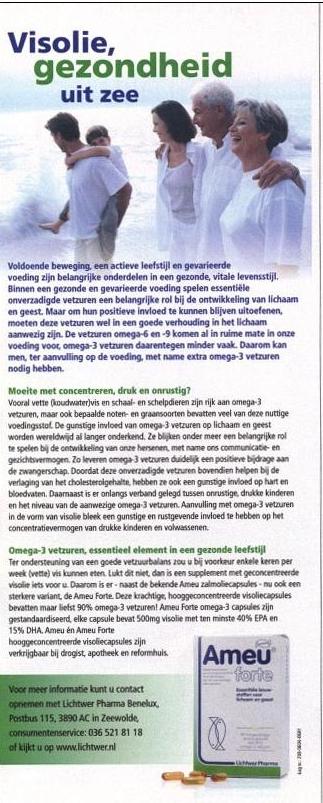 Visolie,
gezondheid
uit zee
Voldoende beweging, een actieve leefstijl en gevarieerde
voeding zijn belangrijke onderdelen in een gezonde, vitale levensstijl.
Binnen een gezonde en gevarieerde voeding spelen essentiële
onverzadigde vetzuren een belangrijke rol bij de ontwikkeling van lichaam
en geest. Maar om hun positieve invloed te kunnen blijven uitoefenen,
moeten deze vetzuren wel in een goede verhouding in het lichaam
aanwezig zijn. De vetzuren omega-6 en -9 komen al in ruime mate in onze
voeding voor, omega-3 vetzuren daarentegen minder vaak. Daarom kan
men, ter aanvulling op de voeding, met name extra omega-3 vetzuren
nodig hebben.
Moeite met concentreren, druk en onrustig?
Vooral vette (koudwater)vis en schaal- en schelpdieren zijn rijk aan omega-3
vetzuren, maar ook bepaalde noten- en graansoorten bevatten veel van deze nuttige
voedingsstof. De gunstige invloed van omega-3 vetzuren op lichaam en geest
worden wereldwijd al langer onderkend. Ze blijken onder meer een belangrijke rol
te spelen bij de ontwikkeling van onze hersenen, met name ons communicatie- en
gezichtsvermogen. Zo leveren omega-3 vetzuren duidelijk een positieve bijdrage aan
de zwangerschap. Doordat deze onverzadigde vetzuren bovendien helpen bij de
verlaging van het cholesterolgehalte, hebben ze ook een gunstige invloed op hart en
bloedvaten. Daarnaast is er onlangs verband gelegd tussen onrustige, drukke kinderen
en het niveau van de aanwezige omega-3 vetzuren. Aanvulling met omega-3 vetzuren
in de vorm van visolie bleek een gunstige en rustgevende invloed te hebben op het
concentratievermogen van drukke kinderen en volwassenen.
Omega-3 vetzuren, essentieel element in een gezonde leefstijl
Ter ondersteuning van een goede vetzuurbalans zou u bij voorkeur enkele keren per
week (vette) vis kunnen eten. Lukt dit niet, dan is een supplement met geconcentreerde
visolie iets voor u. Daarom is er - naast de bekende Ameu zalmoliecapsules - nu ook een
sterkere variant, de Ameu Forte. Deze krachtige, hooggeconcentreerde visoliecapsules
bevatten maar liefst 90% omega-3 vetzuren! Ameu Forte omega-3 capsules zijn
gestandaardiseerd, elke capsule bevat 500mg visolie met ten minste 40% EPA en
15% DHA. Ameu én Ameu Forte
hooggeconcentreerde visoliecapsules zijn
verkrijgbaar bij drogist, apotheek en reformhuis.
Voor meer informatie kunt u contact
opnemen met Lichtwer Pharma Benelux,
Postbus 115, 3890 AC in Zeewolde,
consumentenservice: 036 521 81 18
of kijkt u op www.lichtwer.nl
Ameu
forte
Lichtwer Pharma